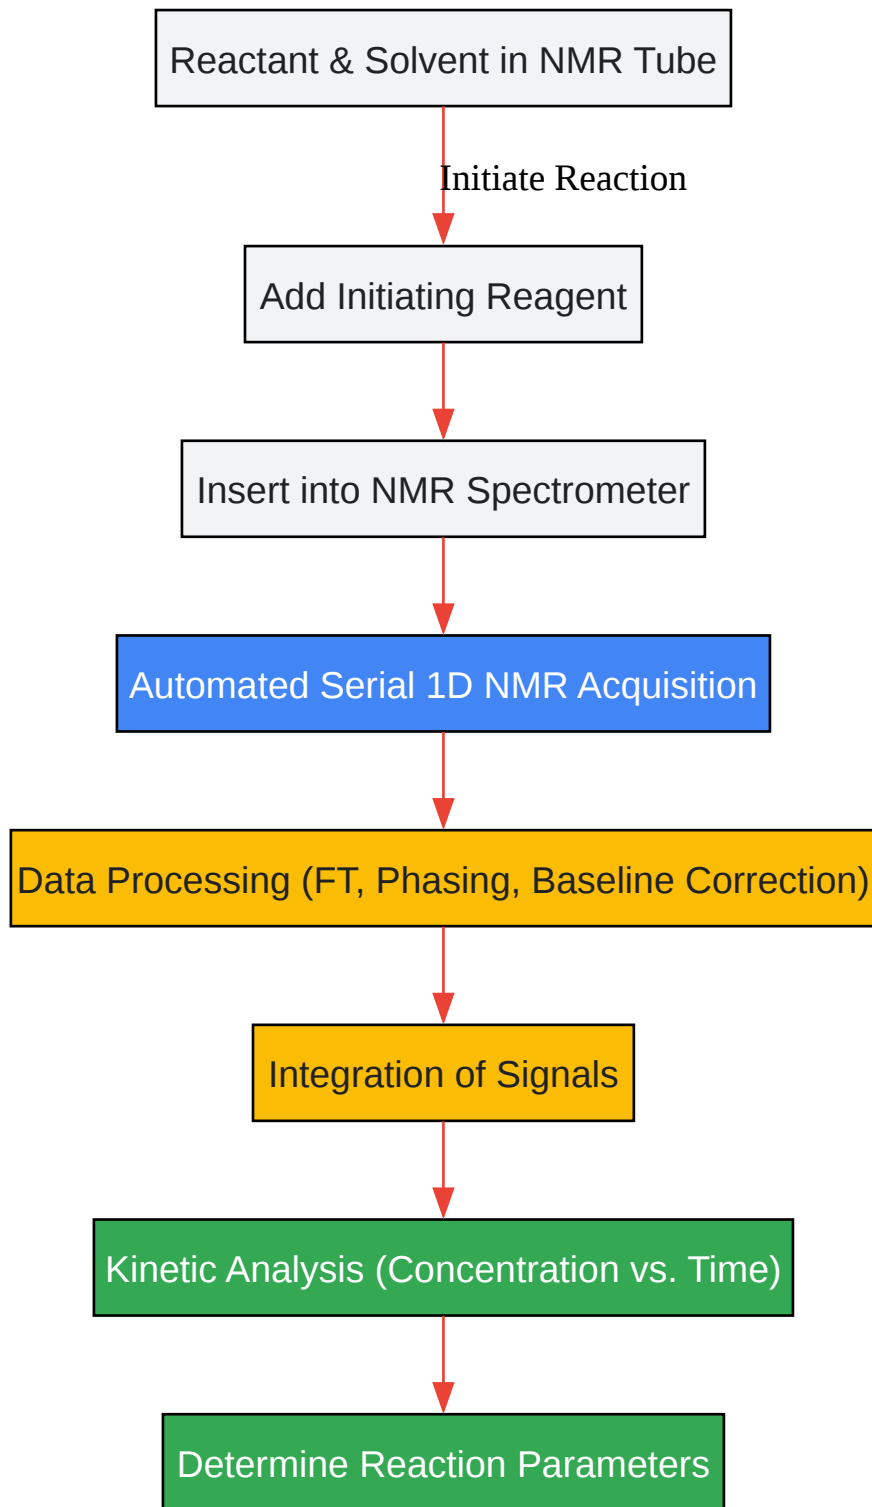 Reactant & Solvent in NMR Tube
Initiate Reaction
Add Initiating Reagent
Insert into NMR Spectrometer
Automated Serial 1D NMR Acquisition
Data Processing (FT, Phasing, Baseline Correction)
Integration of Signals
Kinetic Analysis (Concentration vs. Time)
Determine Reaction Parameters